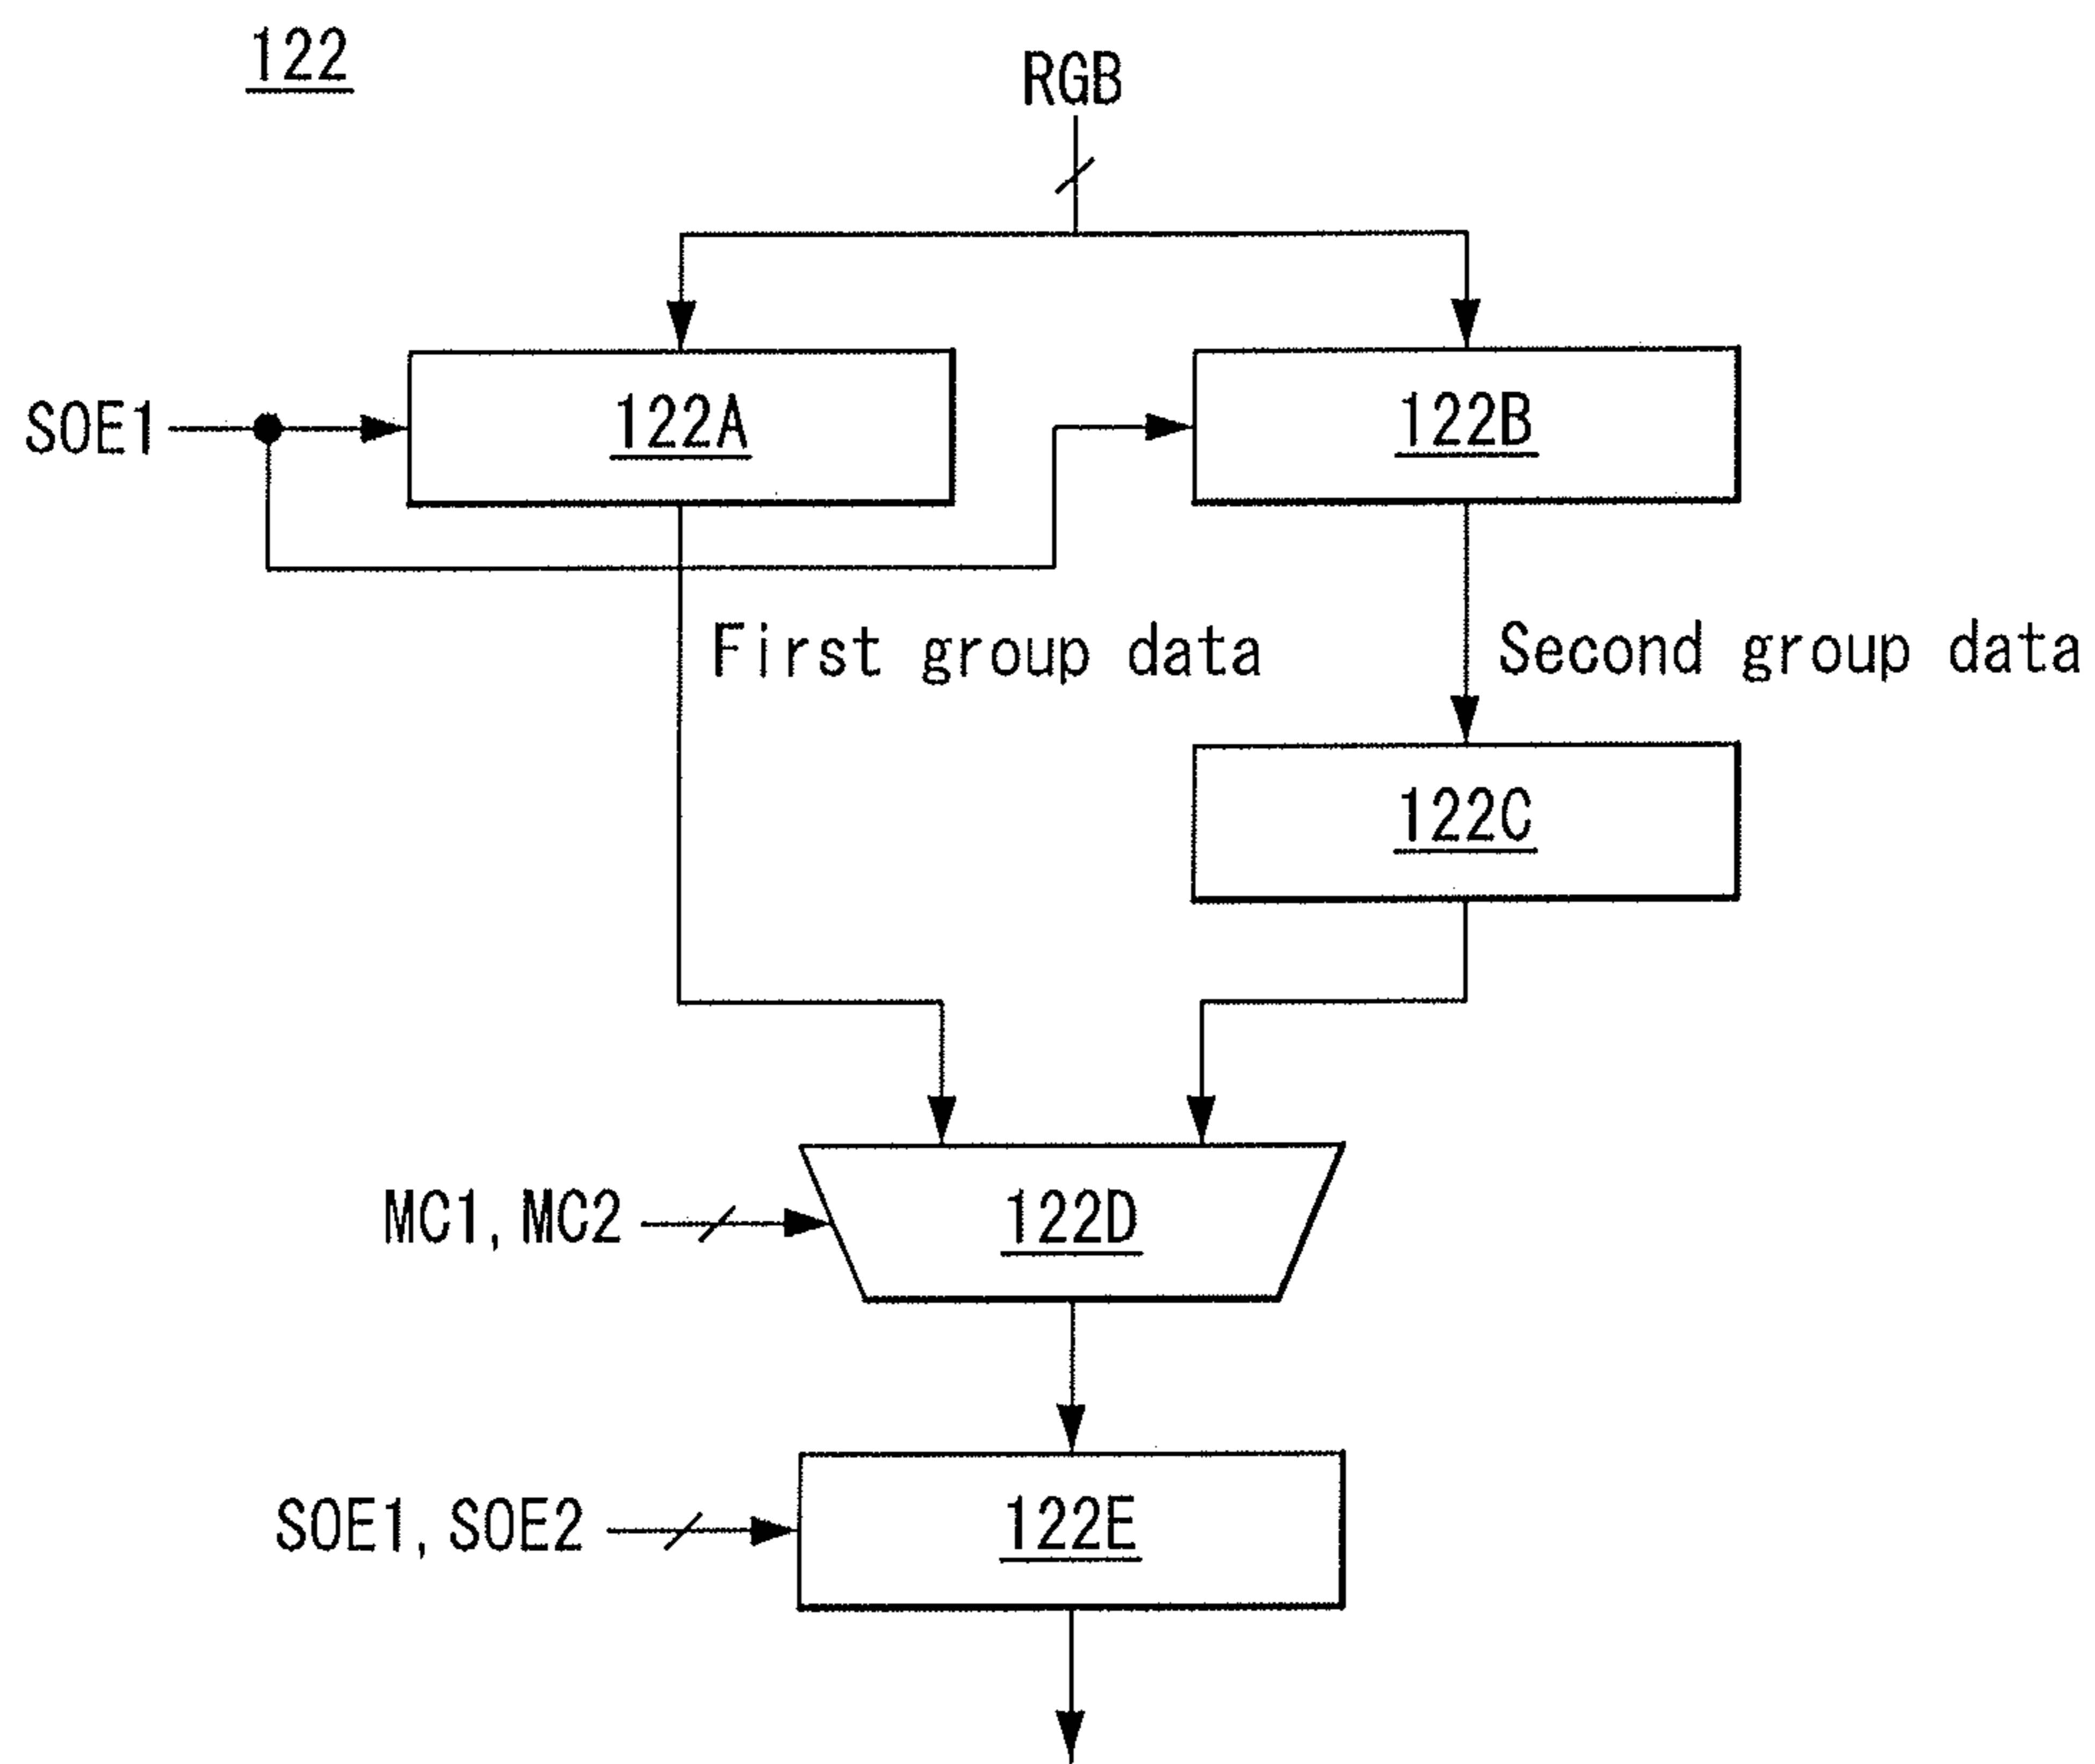 122
RGB
SOE1
122A
122B
First group data
Second group data
122C
MC1, MC2
122D
SOE1, SOE2
122E